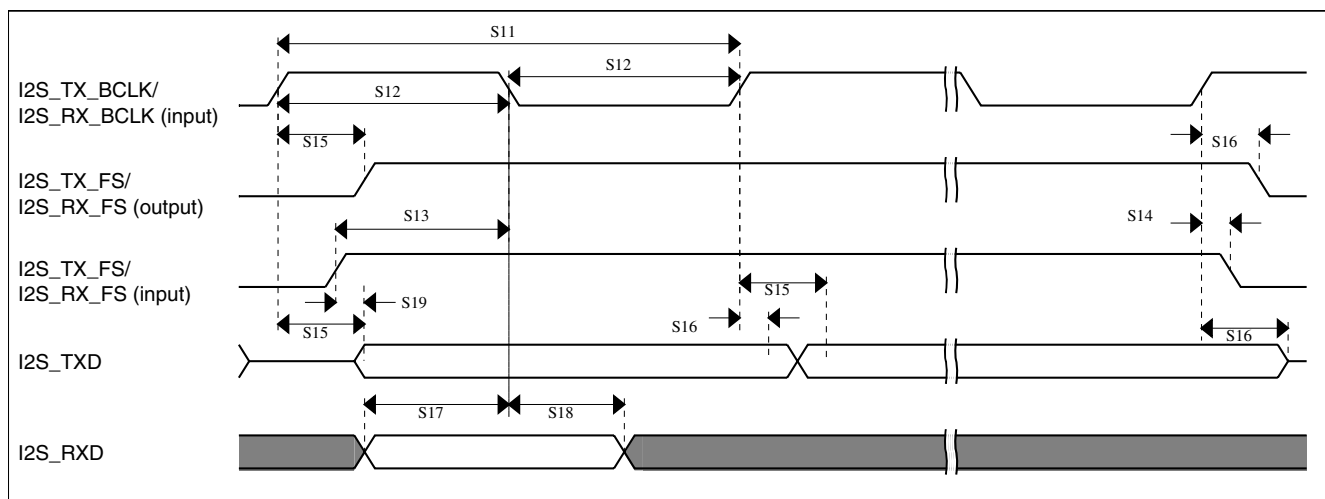 S11
I2S_TX_BCLK/
I2S_RX_BCLK (input)
S12
S12
S15
S16
I2S_TX_FS/
I2S_RX_FS (output)
S13
S14
I2S_TX_FS/
I2S_RX_FS (input)
S15
S19
S15
S16
S16
I2S_TXD
S17
S18
I2S_RXD